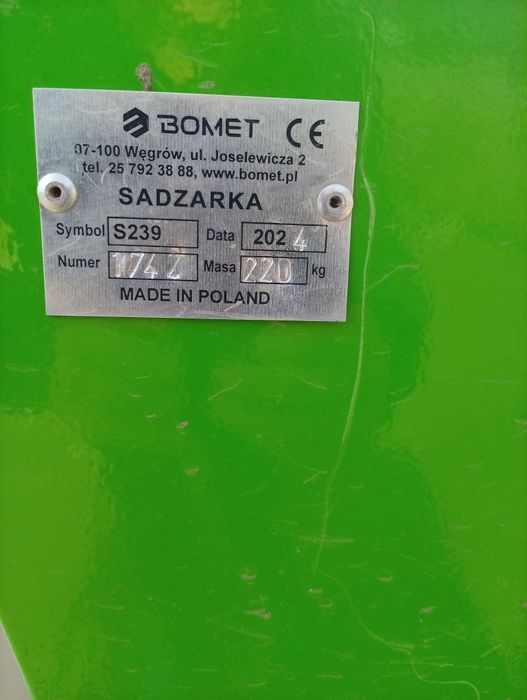 BOMET CE
07-100 Węgrów, ul. Joselewicza 2
tel. 25 792 38 88, www.bomet.pl
SADZARKA
Symbol S239 Data 2024
Numer 1742 Masa 220 kg
MADE IN POLAND